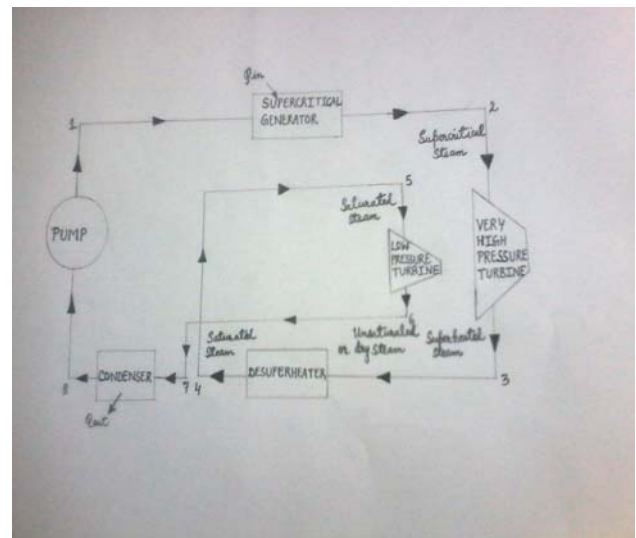 Qin
SUPERCRITICAL
GENERATOR
1
2
Supercritical
Steam
5
Saturated
Steam
PUMP
LOW
PRESSURE
TURBINE
VERY
HIGH
PRESSURE
TURBINE
6
Saturated
Steam
Unsaturated
or dry Steam
Superheated
Steam
8
CONDENSER
7
4
DESUPERHEATER
3
Qout